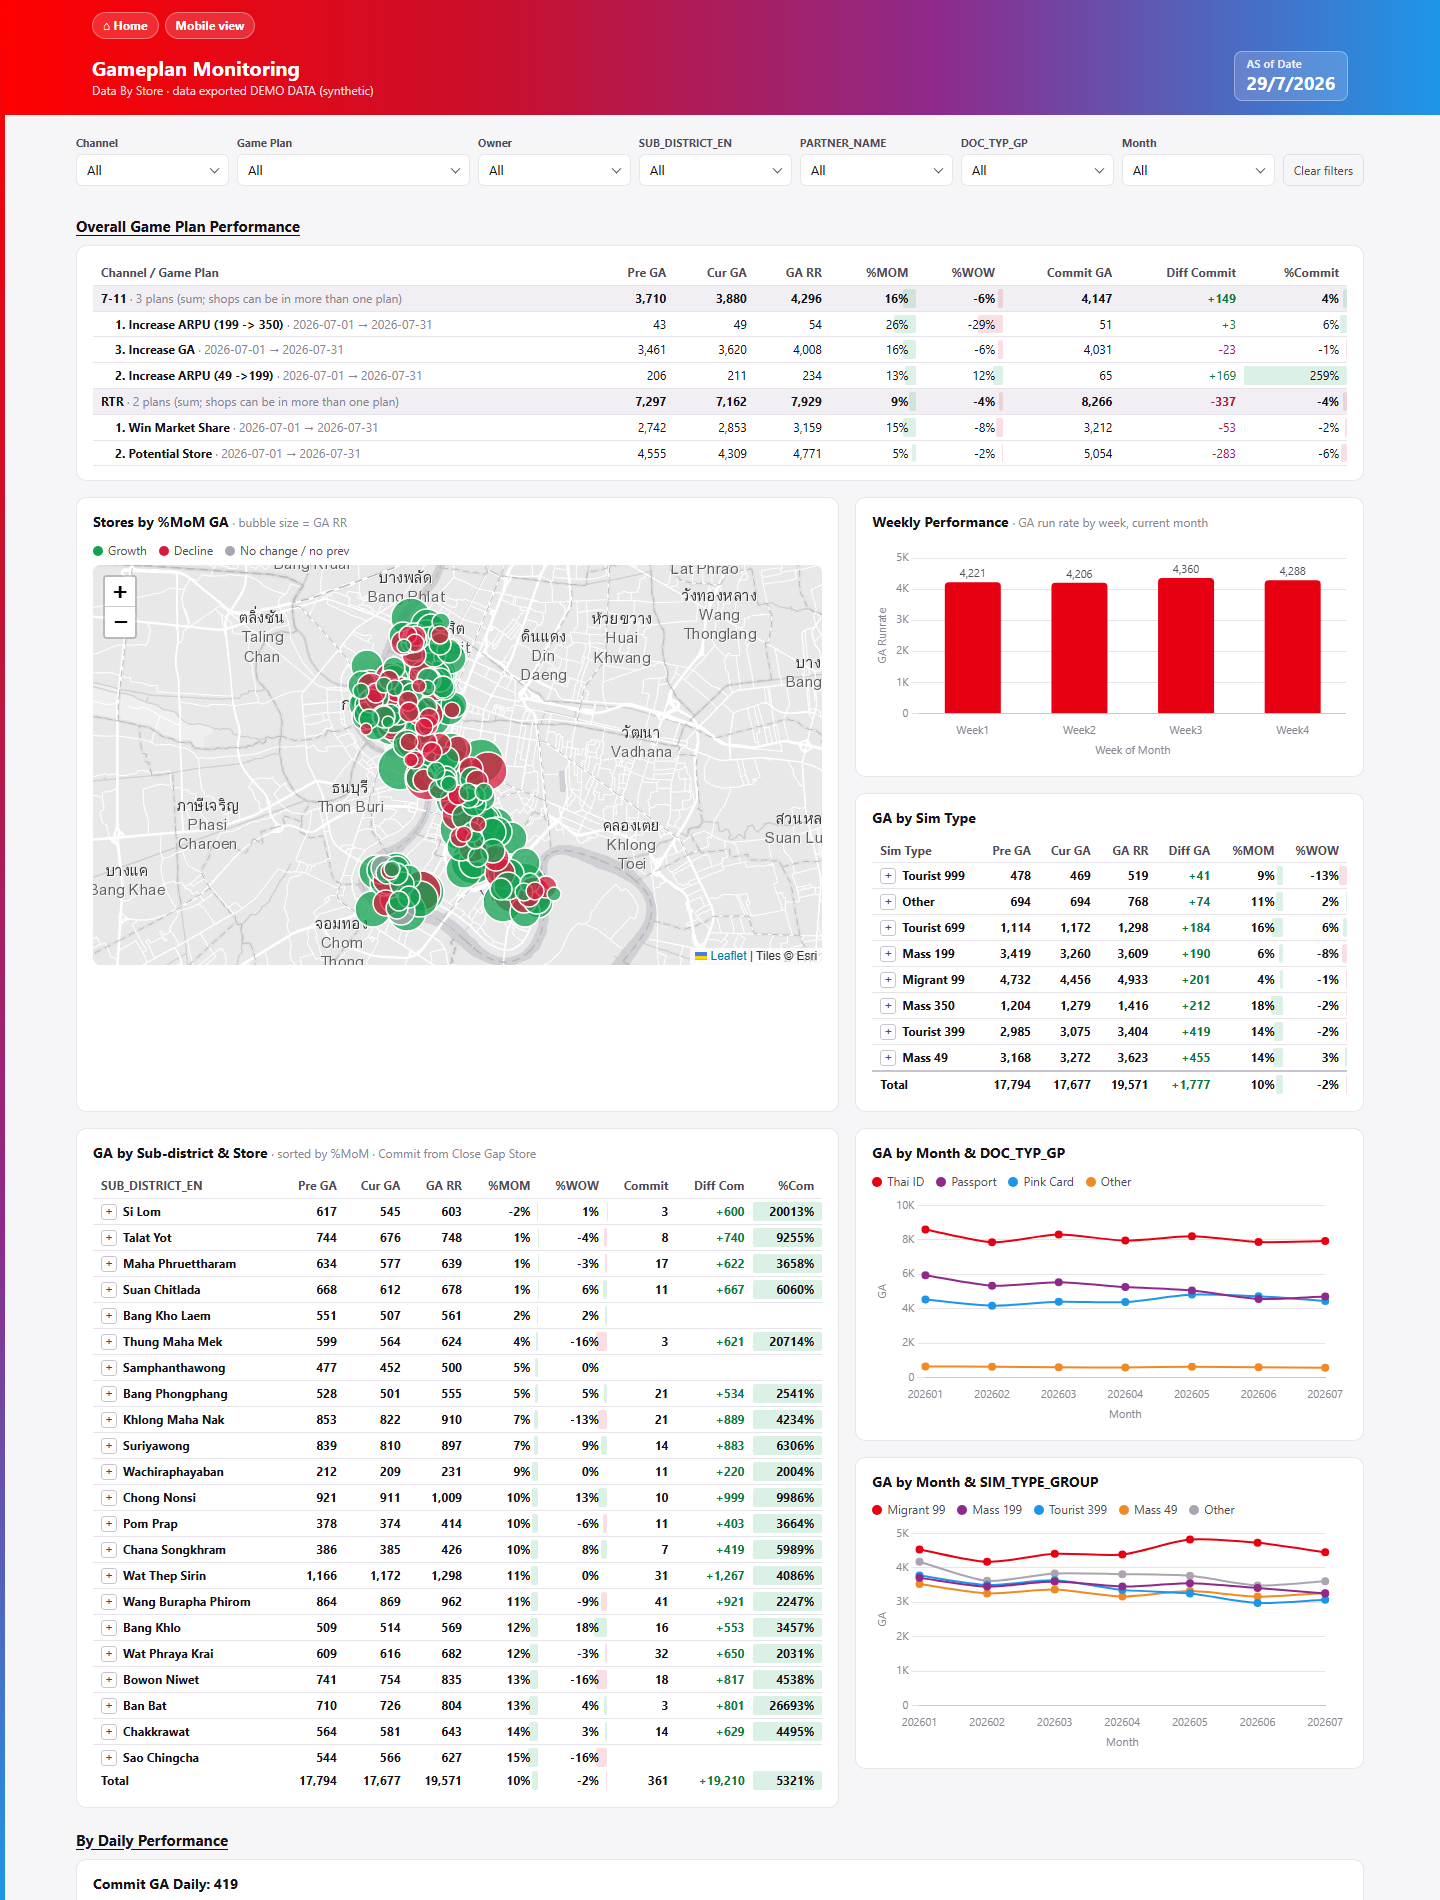 ⌂ Home
Mobile view
Gameplan Monitoring
Data By Store · data exported DEMO DATA (synthetic)
AS of Date
29/7/2026
Channel Game Plan Owner SUB_DISTRICT_EN PARTNER_NAME DOC_TYP_GP Month
All All All All All All All Clear filters
Overall Game Plan Performance
Channel / Game Plan Pre GA Cur GA GA RR %MOM %WOW Commit GA Diff Commit %Commit
7-11 · 3 plans (sum; shops can be in more than one plan) 3,710 3,880 4,296 16% -6% 4,147 +149 4%
1. Increase ARPU (199 -> 350) · 2026-07-01 → 2026-07-31 43 49 54 26% -29% 51 +3 6%
3. Increase GA · 2026-07-01 → 2026-07-31 3,461 3,620 4,008 16% -6% 4,031 -23 -1%
2. Increase ARPU (49 ->199) · 2026-07-01 → 2026-07-31 206 211 234 13% 12% 65 +169 259%
RTR · 2 plans (sum; shops can be in more than one plan) 7,297 7,162 7,929 9% -4% 8,266 -337 -4%
1. Win Market Share · 2026-07-01 → 2026-07-31 2,742 2,853 3,159 15% -8% 3,212 -53 -2%
2. Potential Store · 2026-07-01 → 2026-07-31 4,555 4,309 4,771 5% -2% 5,054 -283 -6%
Stores by %MoM GA · bubble size = GA RR
Growth Decline No change / no prev
+
−
Bang Kruai
บางพลัด
Bang Phlat
Lat Phrao
วังทองหลาง
Wang
Thonglang
ตลิ่งชัน
Taling
Chan
ห้วยขวาง
Huai
Khwang
ดินแดง
Din
Daeng
บาง
Bang
วัฒนา
Vadhana
ธนบุรี
Thon Buri
ภาษีเจริญ
Phasi
Charoen
คลองเตย
Khlong
Toei
สวนหล
Suan Lu
บางแค
Bang Khae
จอมทอง
Chom
Thong
Leaflet | Tiles © Esri
Weekly Performance · GA run rate by week, current month
GA Runrate
5K
4K
3K
2K
1K
0
4,221 4,206 4,360 4,288
Week1 Week2 Week3 Week4
Week of Month
GA by Sim Type
Sim Type Pre GA Cur GA GA RR Diff GA %MOM %WOW
+ Tourist 999 478 469 519 +41 9% -13%
+ Other 694 694 768 +74 11% 2%
+ Tourist 699 1,114 1,172 1,298 +184 16% 6%
+ Mass 199 3,419 3,260 3,609 +190 6% -8%
+ Migrant 99 4,732 4,456 4,933 +201 4% -1%
+ Mass 350 1,204 1,279 1,416 +212 18% -2%
+ Tourist 399 2,985 3,075 3,404 +419 14% -2%
+ Mass 49 3,168 3,272 3,623 +455 14% 3%
Total 17,794 17,677 19,571 +1,777 10% -2%
GA by Sub-district & Store · sorted by %MoM · Commit from Close Gap Store
SUB_DISTRICT_EN Pre GA Cur GA GA RR %MOM %WOW Commit Diff Com %Com
+ Si Lom 617 545 603 -2% 1% 3 +600 20013%
+ Talat Yot 744 676 748 1% -4% 8 +740 9255%
+ Maha Phruettharam 634 577 639 1% -3% 17 +622 3658%
+ Suan Chitlada 668 612 678 1% 6% 11 +667 6060%
+ Bang Kho Laem 551 507 561 2% 2%
+ Thung Maha Mek 599 564 624 4% -16% 3 +621 20714%
+ Samphanthawong 477 452 500 5% 0%
+ Bang Phongphang 528 501 555 5% 5% 21 +534 2541%
+ Khlong Maha Nak 853 822 910 7% -13% 21 +889 4234%
+ Suriyawong 839 810 897 7% 9% 14 +883 6306%
+ Wachiraphayaban 212 209 231 9% 0% 11 +220 2004%
+ Chong Nonsi 921 911 1,009 10% 13% 10 +999 9986%
+ Pom Prap 378 374 414 10% -6% 11 +403 3664%
+ Chana Songkhram 386 385 426 10% 8% 7 +419 5989%
+ Wat Thep Sirin 1,166 1,172 1,298 11% 0% 31 +1,267 4086%
+ Wang Burapha Phirom 864 869 962 11% -9% 41 +921 2247%
+ Bang Khlo 509 514 569 12% 18% 16 +553 3457%
+ Wat Phraya Krai 609 616 682 12% -3% 32 +650 2031%
+ Bowon Niwet 741 754 835 13% -16% 18 +817 4538%
+ Ban Bat 710 726 804 13% 4% 3 +801 26693%
+ Chakkrawat 564 581 643 14% 3% 14 +629 4495%
+ Sao Chingcha 544 566 627 15% -16%
Total 17,794 17,677 19,571 10% -2% 361 +19,210 5321%
GA by Month & DOC_TYP_GP
Thai ID Passport Pink Card Other
GA
10K
8K
6K
4K
2K
0
202601 202602 202603 202604 202605 202606 202607
Month
GA by Month & SIM_TYPE_GROUP
Migrant 99 Mass 199 Tourist 399 Mass 49 Other
GA
5K
4K
3K
2K
1K
0
202601 202602 202603 202604 202605 202606 202607
Month
By Daily Performance
Commit GA Daily: 419